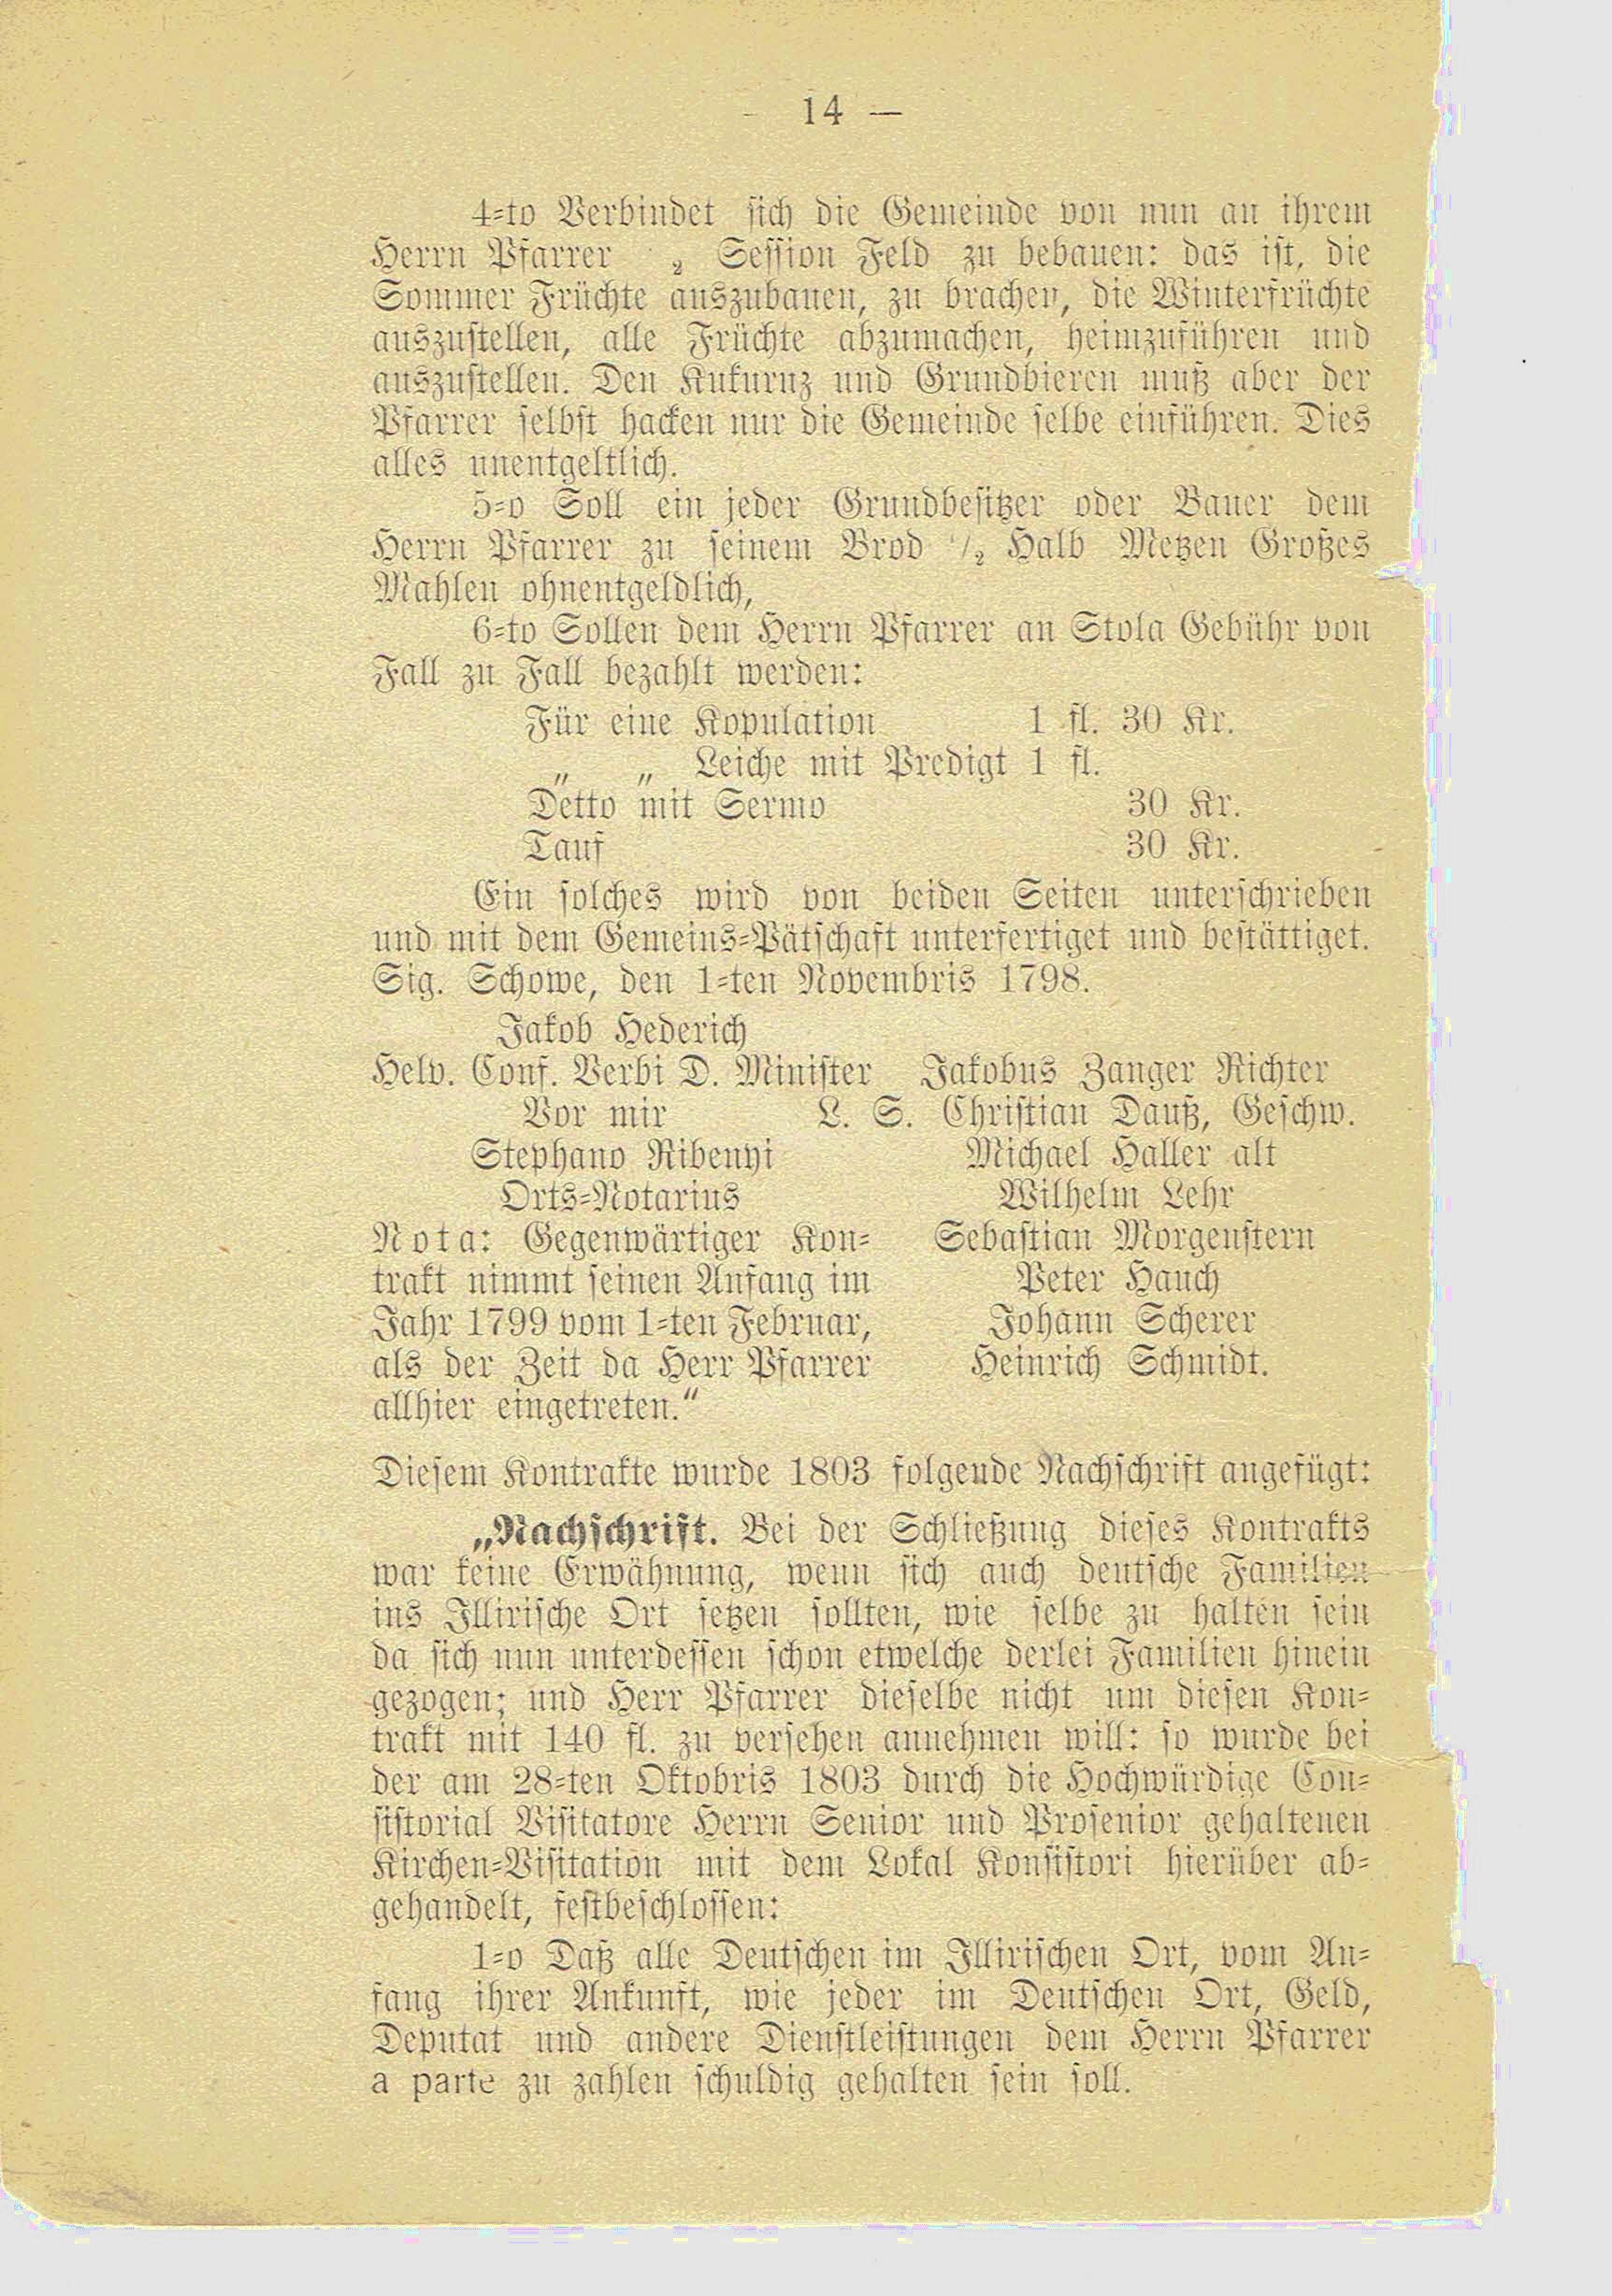 14 —
4=to Verbindet sich die Gemeinde von nun an ihrem
Herrn Pfarrer 2 Session Feld zu bebauen: das ist, die
Sommer Früchte auszubauen, zu brachen, die Winterfrüchte
auszustellen, alle Früchte abzumachen, heimzuführen und
auszustellen. Den Kukuruz und Grundbieren muß aber der
Pfarrer selbst hacken nur die Gemeinde selbe einführen. Dies
alles unentgeltlich.
5=o Soll ein jeder Grundbesitzer oder Bauer dem
Herrn Pfarrer zu seinem Brod 1/2 Halb Metzen Großes
Mahlen ohnentgeldlich,
6=to Sollen dem Herrn Pfarrer an Stola Gebühr von
Fall zu Fall bezahlt werden:
Für eine Kopulation 1 fl. 30 Kr.
„ „ Leiche mit Predigt 1 fl.
Detto mit Sermo 30 Kr.
Tauf 30 Kr.
Ein solches wird von beiden Seiten unterschrieben
und mit dem Gemeins=Pätschaft unterfertiget und bestättiget.
Sig. Schowe, den 1=ten Novembris 1798.
Jakob Hederich
Helv. Conf. Verbi D. Minister Jakobus Zanger Richter
Vor mir L. S. Christian Dauß, Geschw.
Stephano Ribenyi Michael Haller alt
Orts=Notarius Wilhelm Lehr
Nota: Gegenwärtiger Kon= Sebastian Morgenstern
trakt nimmt seinen Anfang im Peter Hauch
Jahr 1799 vom 1=ten Februar, Johann Scherer
als der Zeit da Herr Pfarrer Heinrich Schmidt.
allhier eingetreten.“
Diesem Kontrakte wurde 1803 folgende Nachschrift angefügt:
„Nachschrift. Bei der Schließung dieses Kontrakts
war keine Erwähnung, wenn sich auch deutsche Familien
ins Illirische Ort setzen sollten, wie selbe zu halten sein
da sich nun unterdessen schon etwelche derlei Familien hinein
gezogen; und Herr Pfarrer dieselbe nicht um diesen Kon=
trakt mit 140 fl. zu versehen annehmen will: so wurde bei
der am 28=ten Oktobris 1803 durch die Hochwürdige Con=
sistorial Visitatore Herrn Senior und Prosenior gehaltenen
Kirchen=Visitation mit dem Lokal Konsistori hierüber ab=
gehandelt, festbeschlossen:
1=o Daß alle Deutschen im Illirischen Ort, vom An=
fang ihrer Ankunft, wie jeder im Deutschen Ort, Geld,
Deputat und andere Dienstleistungen dem Herrn Pfarrer
a parte zu zahlen schuldig gehalten sein soll.